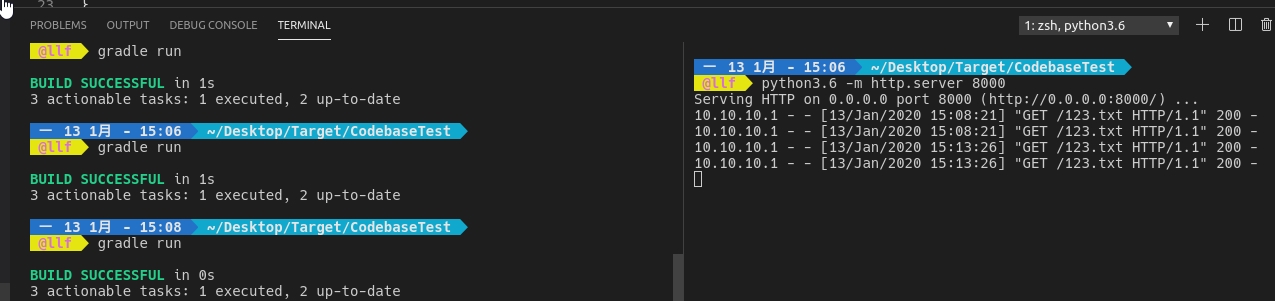 23 }
PROBLEMS OUTPUT DEBUG CONSOLE TERMINAL
1: zsh, python3.6
@llf gradle run
BUILD SUCCESSFUL in 1s
3 actionable tasks: 1 executed, 2 up-to-date
一 13 1月 - 15:06 ~/Desktop/Target/CodebaseTest
@llf gradle run
BUILD SUCCESSFUL in 1s
3 actionable tasks: 1 executed, 2 up-to-date
一 13 1月 - 15:08 ~/Desktop/Target/CodebaseTest
@llf gradle run
BUILD SUCCESSFUL in 0s
3 actionable tasks: 1 executed, 2 up-to-date
一 13 1月 - 15:06 ~/Desktop/Target/CodebaseTest
@llf python3.6 -m http.server 8000
Serving HTTP on 0.0.0.0 port 8000 (http://0.0.0.0:8000/) ...
10.10.10.1 - - [13/Jan/2020 15:08:21] "GET /123.txt HTTP/1.1" 200 -
10.10.10.1 - - [13/Jan/2020 15:08:21] "GET /123.txt HTTP/1.1" 200 -
10.10.10.1 - - [13/Jan/2020 15:13:26] "GET /123.txt HTTP/1.1" 200 -
10.10.10.1 - - [13/Jan/2020 15:13:26] "GET /123.txt HTTP/1.1" 200 -